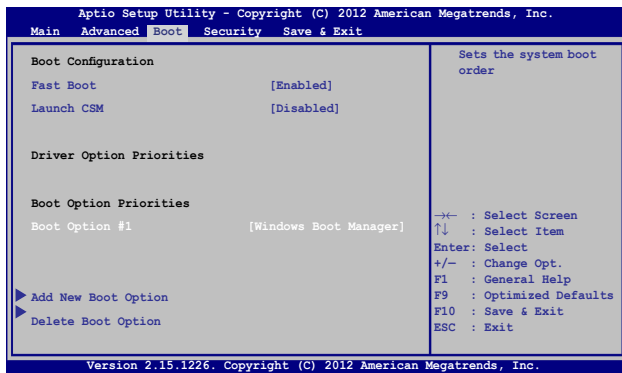 Aptio Setup Utility - Copyright (C) 2012 American Megatrends, Inc.
Main Advanced Boot Security Save & Exit
Boot Configuration
Fast Boot [Enabled]
Launch CSM [Disabled]
Driver Option Priorities
Boot Option Priorities
Boot Option #1 [Windows Boot Manager]
Add New Boot Option
Delete Boot Option
Sets the system boot
order
→← : Select Screen
↑↓ : Select Item
Enter: Select
+/— : Change Opt.
F1 : General Help
F9 : Optimized Defaults
F10 : Save & Exit
ESC : Exit
Version 2.15.1226. Copyright (C) 2012 American Megatrends, Inc.